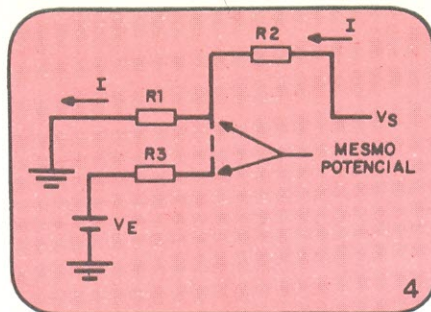 I
R2
I
R1
VS
R3
MESMO
POTENCIAL
VE
4